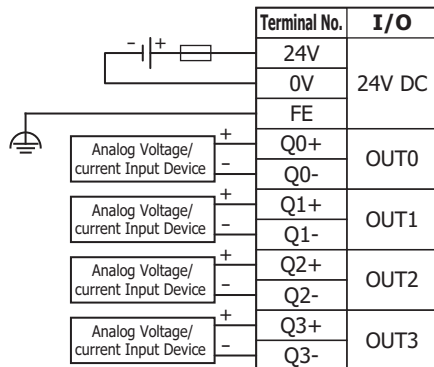 Terminal No. I/O
– + 24V
0V 24V DC
FE
Analog Voltage/
current Input Device
+ Q0+
– Q0-
OUT0
Analog Voltage/
current Input Device
+ Q1+
– Q1-
OUT1
Analog Voltage/
current Input Device
+ Q2+
– Q2-
OUT2
Analog Voltage/
current Input Device
+ Q3+
– Q3-
OUT3